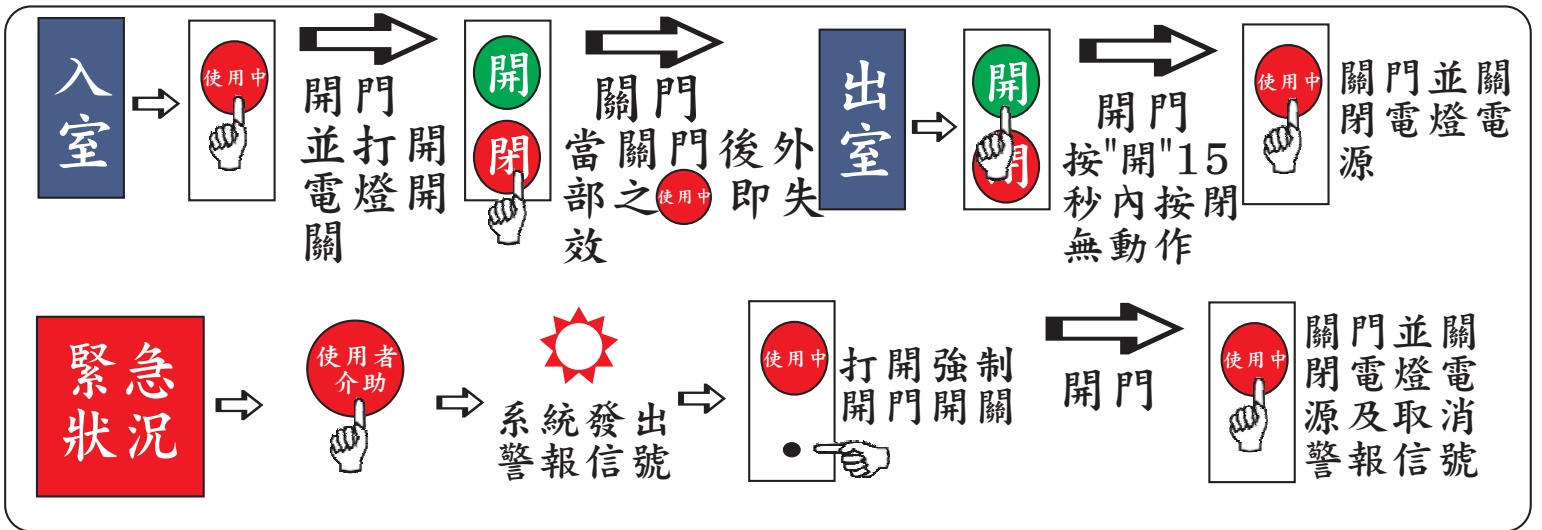 入
室
使用中
開門
並打開
電燈開
關
開
閉
關門
當關門後外
部之使用中即失
效
出
室
開
閉
開門
按"開"15
秒內按閉
無動作
使用中
關門並關
閉電燈電
源
緊急
狀況
使用者
介助
系統發出
警報信號
使用中
打開強制
開門開關
開門
使用中
關門並關
閉電燈電
源及取消
警報信號